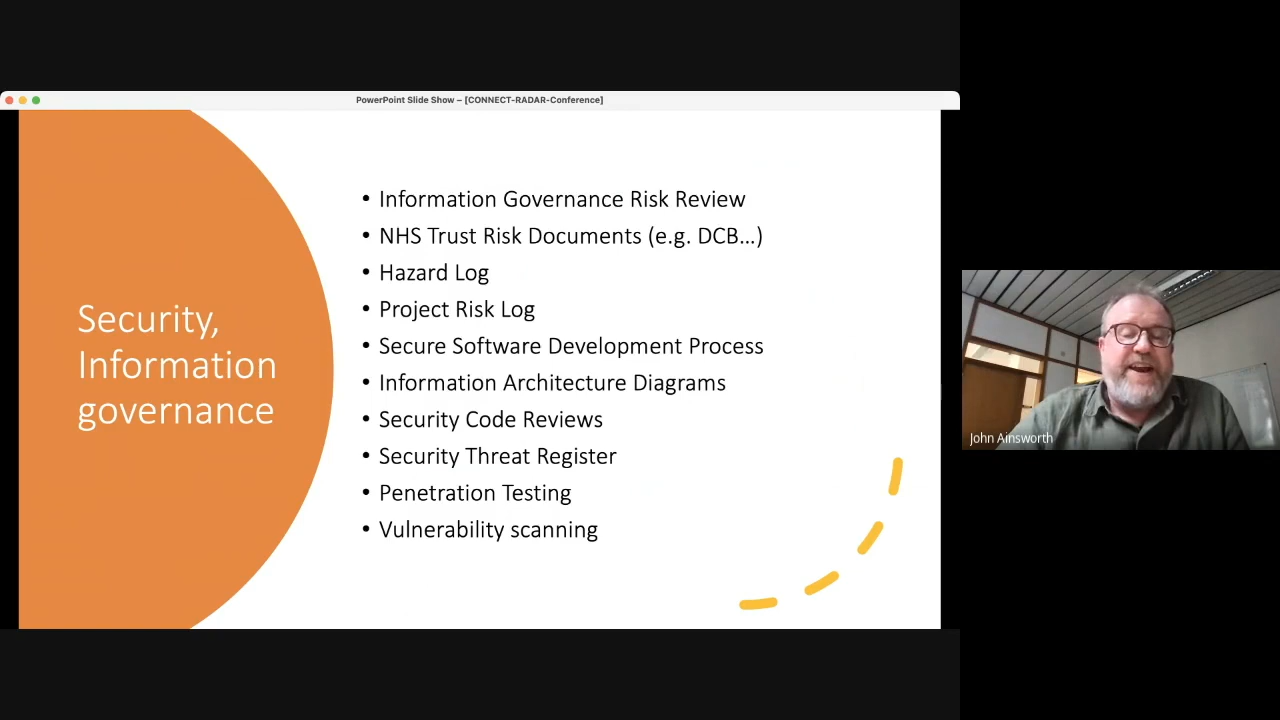 PowerPoint Slide Show – [CONNECT-RADAR-Conference]
Security,
Information
governance
• Information Governance Risk Review
• NHS Trust Risk Documents (e.g. DCB…)
• Hazard Log
• Project Risk Log
• Secure Software Development Process
• Information Architecture Diagrams
• Security Code Reviews
• Security Threat Register
• Penetration Testing
• Vulnerability scanning
John Ainsworth